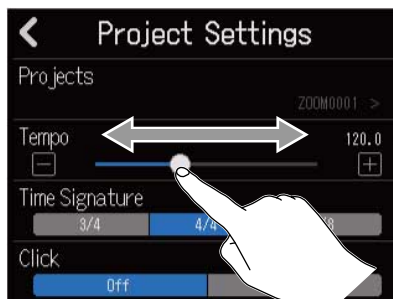 Project Settings
Projects
ZOOM0001 >
Tempo
120.0
Time Signature
3/4 4/4
Click
Off